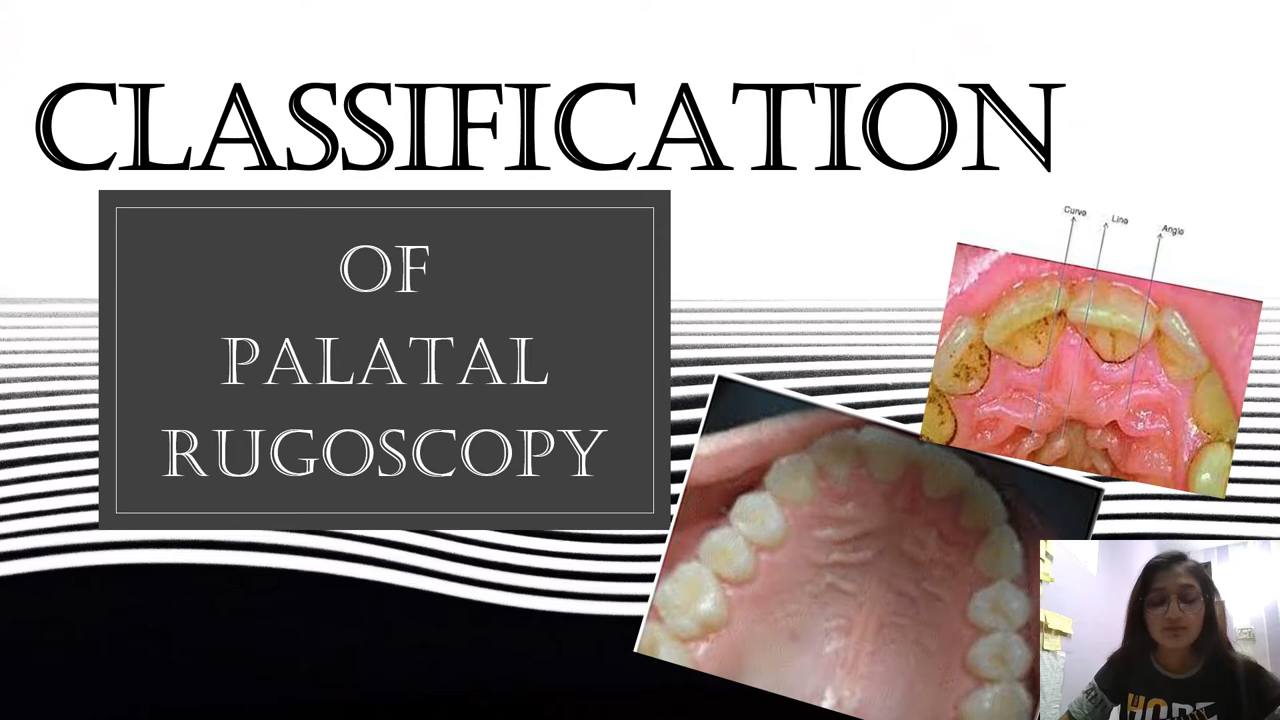 CLASSIFICATION
OF
PALATAL
RUGOSCOPY
Curve
Line
Angle